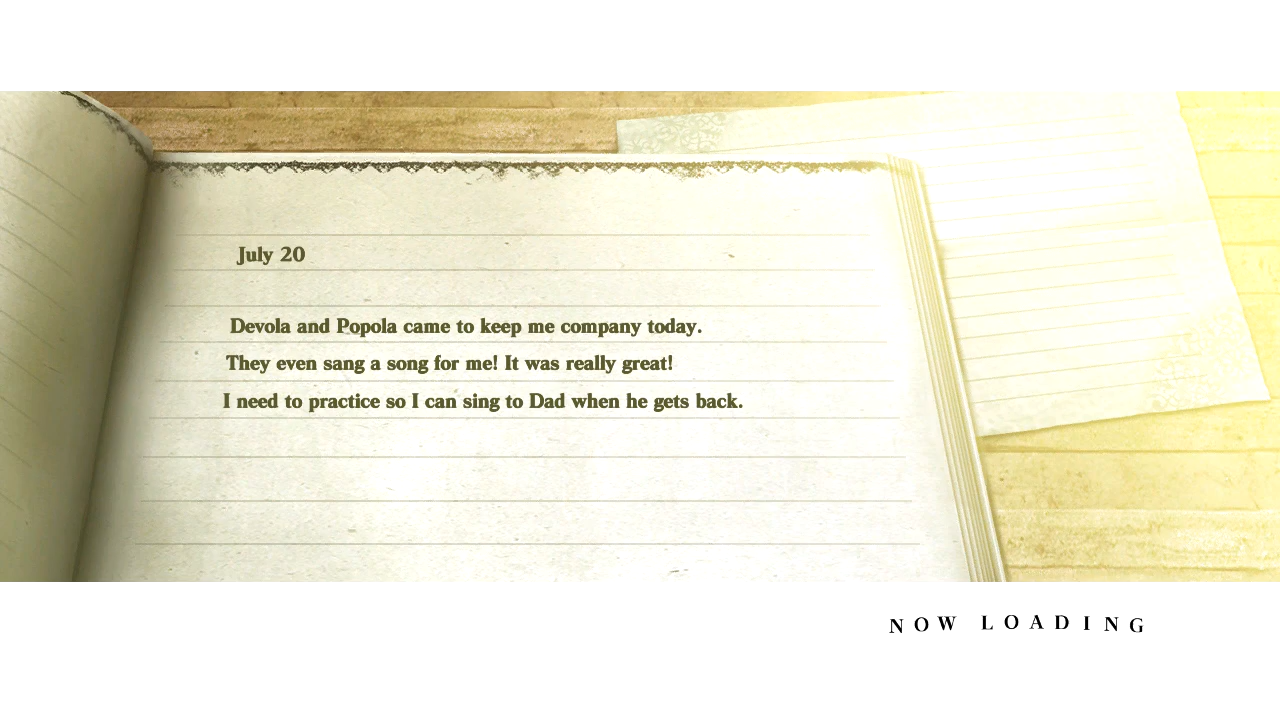 July 20
Devola and Popola came to keep me company today.
They even sang a song for me! It was really great!
I need to practice so I can sing to Dad when he gets back.
NOW LOADING